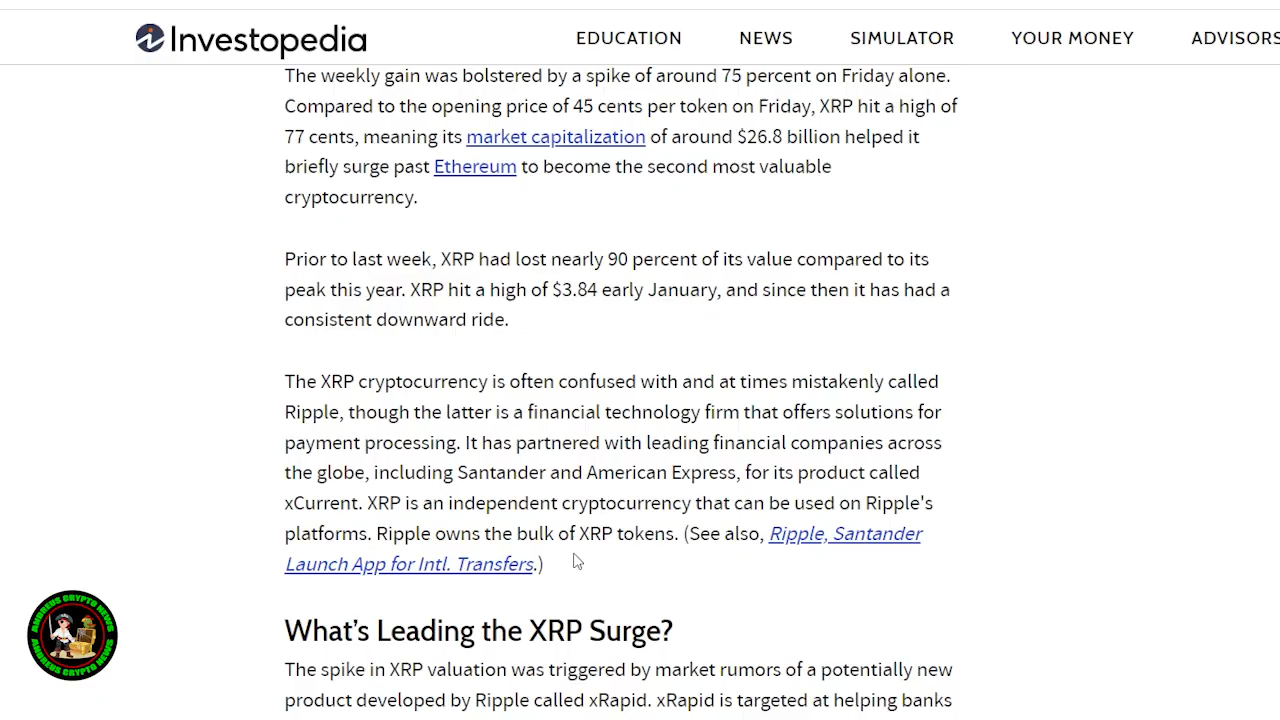 Investopedia
EDUCATION NEWS SIMULATOR YOUR MONEY ADVISORS
The weekly gain was bolstered by a spike of around 75 percent on Friday alone.
Compared to the opening price of 45 cents per token on Friday, XRP hit a high of
77 cents, meaning its market capitalization of around $26.8 billion helped it
briefly surge past Ethereum to become the second most valuable
cryptocurrency.
Prior to last week, XRP had lost nearly 90 percent of its value compared to its
peak this year. XRP hit a high of $3.84 early January, and since then it has had a
consistent downward ride.
The XRP cryptocurrency is often confused with and at times mistakenly called
Ripple, though the latter is a financial technology firm that offers solutions for
payment processing. It has partnered with leading financial companies across
the globe, including Santander and American Express, for its product called
xCurrent. XRP is an independent cryptocurrency that can be used on Ripple's
platforms. Ripple owns the bulk of XRP tokens. (See also, Ripple, Santander
Launch App for Intl. Transfers.)
What's Leading the XRP Surge?
The spike in XRP valuation was triggered by market rumors of a potentially new
product developed by Ripple called xRapid. xRapid is targeted at helping banks
ANDREUS CRYPTO NEWS
ANDREUS CRYPTO NEWS